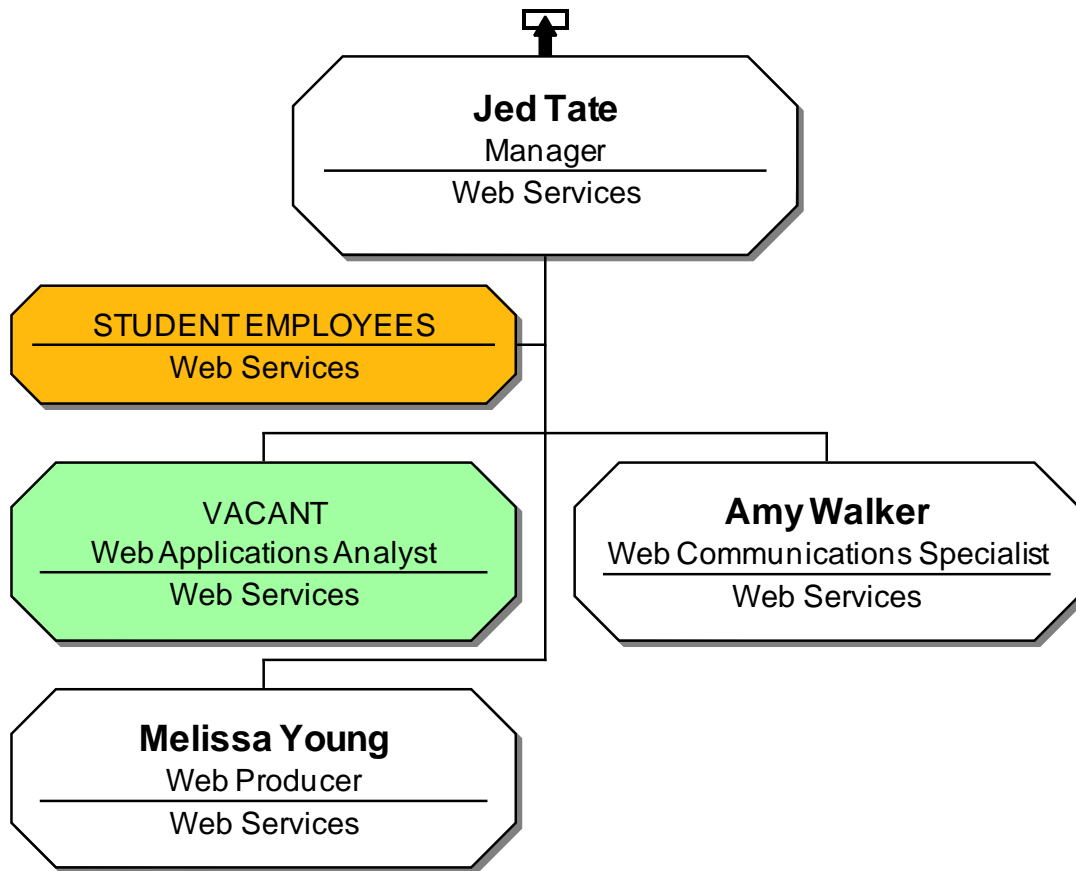 Jed Tate
Manager
Web Services
STUDENT EMPLOYEES
Web Services
VACANT
Web Applications Analyst
Web Services
Amy Walker
Web Communications Specialist
Web Services
Melissa Young
Web Producer
Web Services